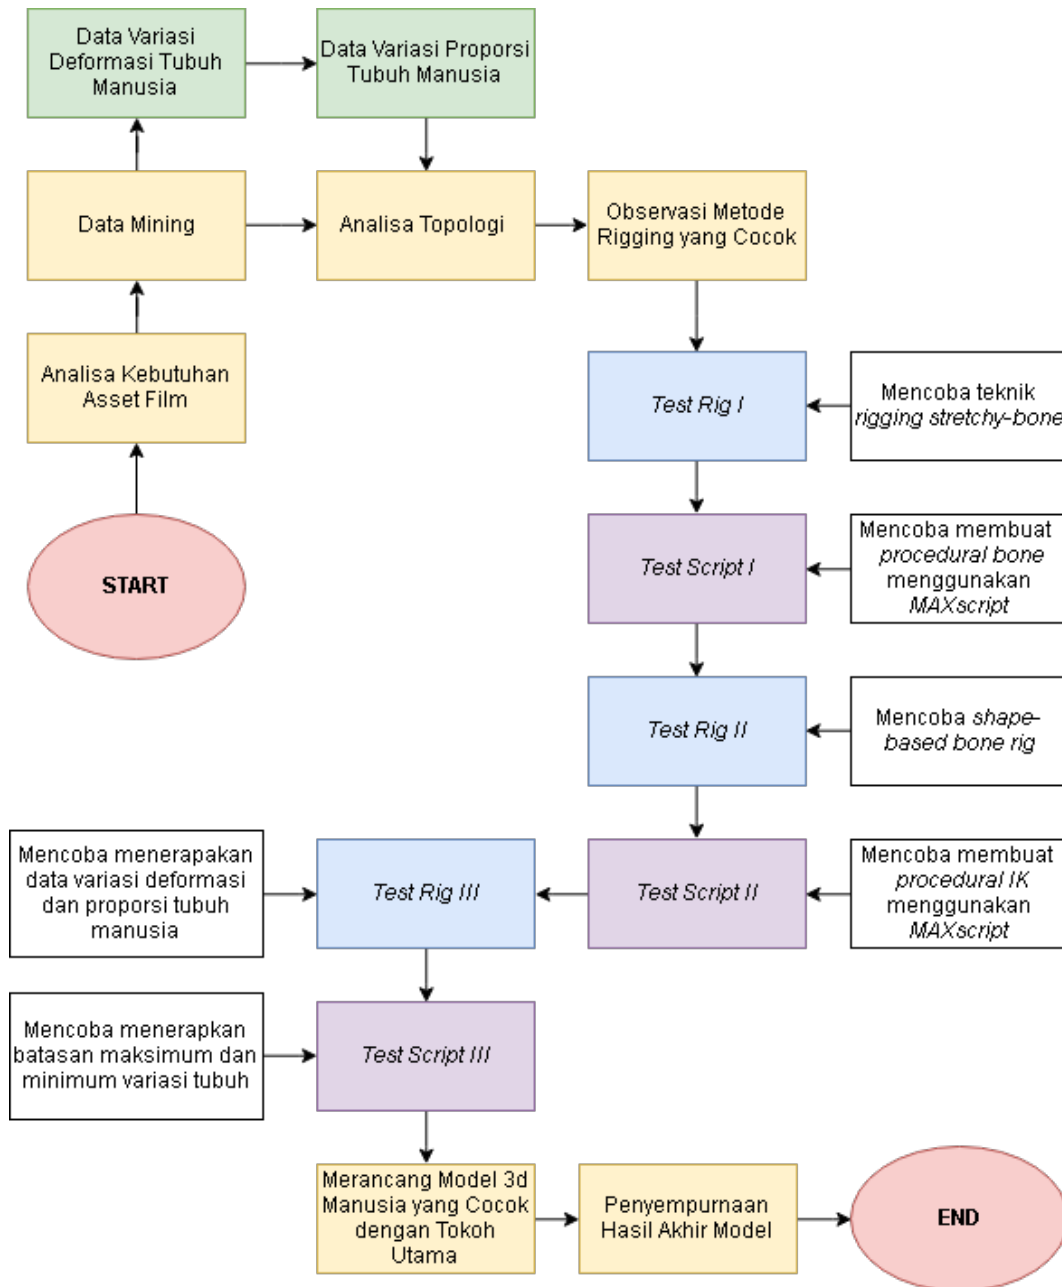 Data Variasi
Deformasi Tubuh
Manusia
Data Variasi Proporsi
Tubuh Manusia
Data Mining
Analisa Topologi
Observasi Metode
Rigging yang Cocok
Analisa Kebutuhan
Asset Film
Test Rig I
Mencoba teknik
rigging stretchy-bone
START
Test Script I
Mencoba membuat
procedural bone
menggunakan
MAXscript
Test Rig II
Mencoba shape-
based bone rig
Mencoba menerapakan
data variasi deformasi
dan proporsi tubuh
manusia
Test Rig III
Test Script II
Mencoba membuat
procedural IK
menggunakan
MAXscript
Mencoba menerapkan
batasan maksimum dan
minimum variasi tubuh
Test Script III
Merancang Model 3d
Manusia yang Cocok
dengan Tokoh
Utama
Penyempurnaan
Hasil Akhir Model
END